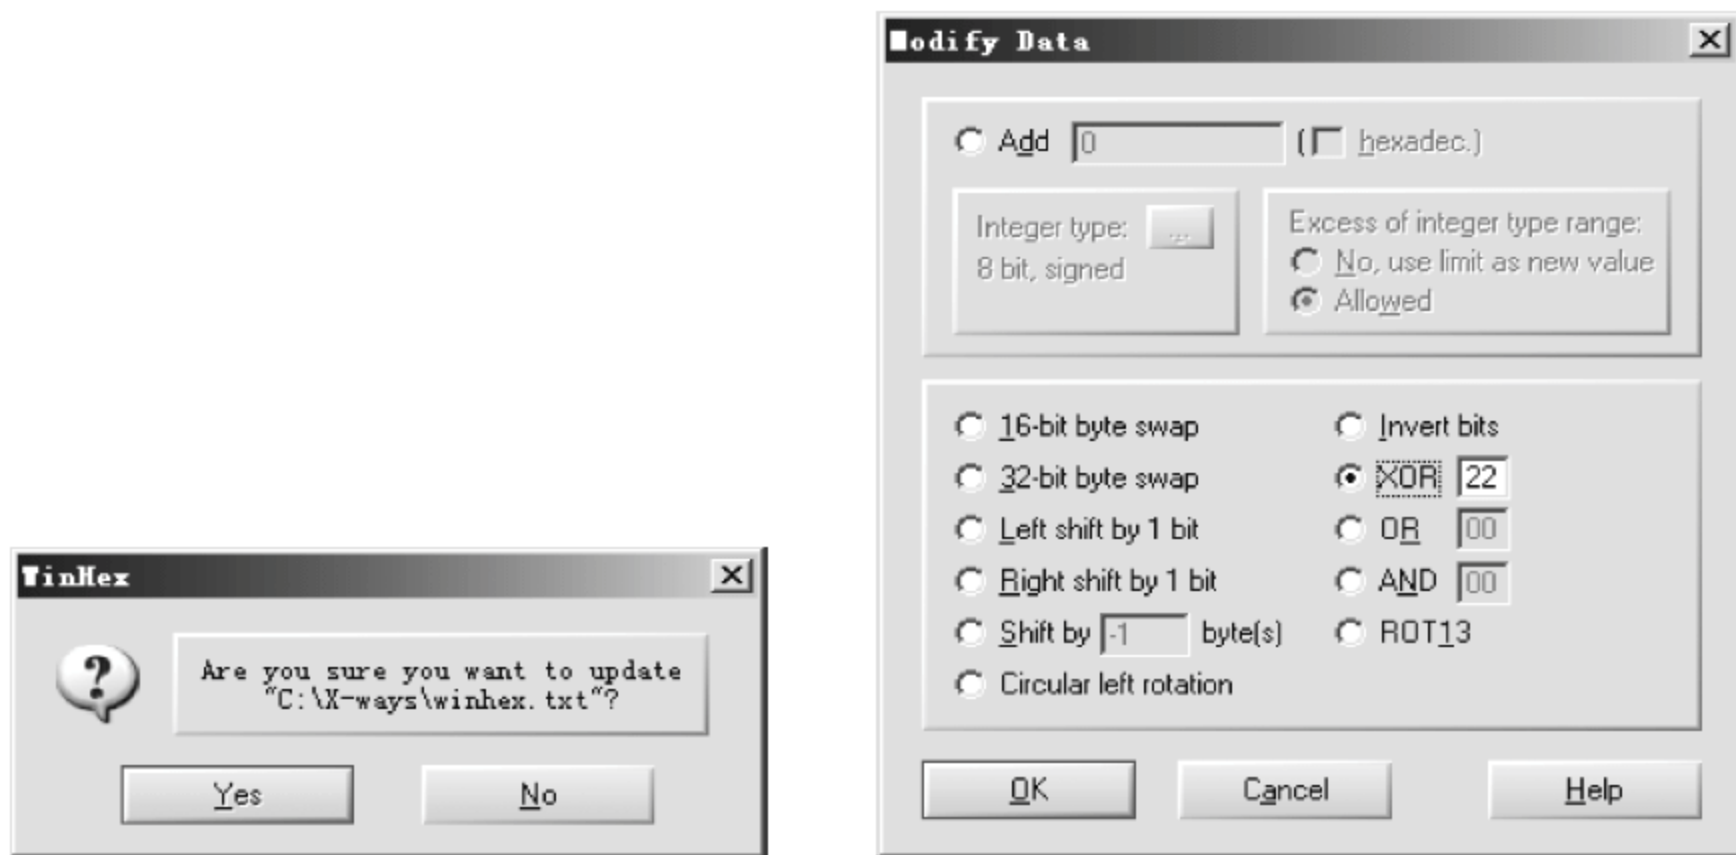 WinHex
Are you sure you want to update
"C:\X-ways\winhex.txt"?
Yes No
Modify Data
Add 0 ( hexadec.)
Integer type: ...
8 bit, signed
Excess of integer type range:
No, use limit as new value
Allowed
16-bit byte swap
32-bit byte swap
Left shift by 1 bit
Right shift by 1 bit
Shift by -1 byte(s)
Circular left rotation
Invert bits
XOR 22
OR 00
AND 00
ROT13
OK Cancel Help